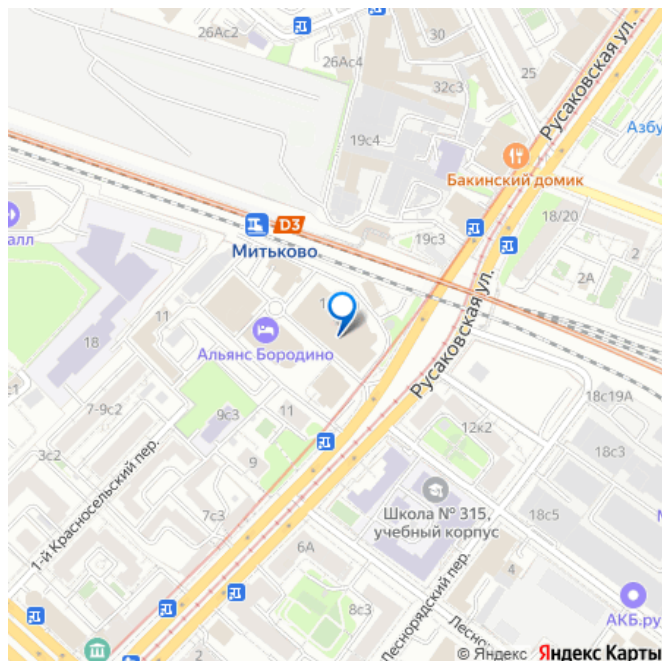 26Ас2
30
Русаковская ул.
26Ас4
25
32с3
Азбу
19с4
Бакинский домик
D3
18/20
алл
Митьково
19с3
2
2А
Русаковская ул.
11
18
Альянс Бородино
с1
18с19А
7-9с2
9с3
11
12к2
3с2
18с3
9
1-й Красносельский пер.
7с3
Школа № 315,
учебный корпус
18с5
6А
Леснорядский пер.
4
8с3
АКБ.ру
Лесно
© Яндекс Яндекс Карты